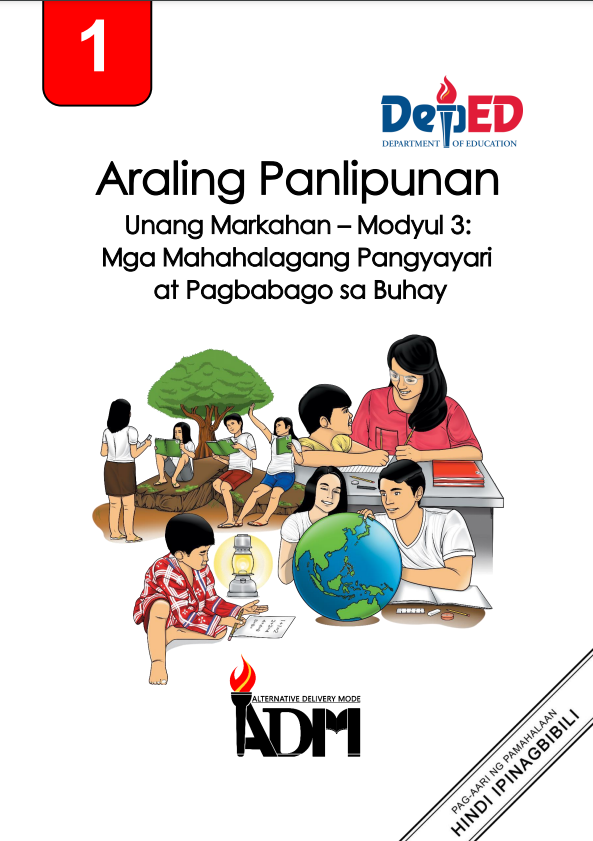 1
DepED
DEPARTMENT OF EDUCATION
Araling Panlipunan
Unang Markahan – Modyul 3:
Mga Mahahalagang Pangyayari
at Pagbabago sa Buhay
ALTERNATIVE DELIVERY MODE
ADM
PAG-AARI NG PAMAHALAAN
HINDI IPINAGBIBILI